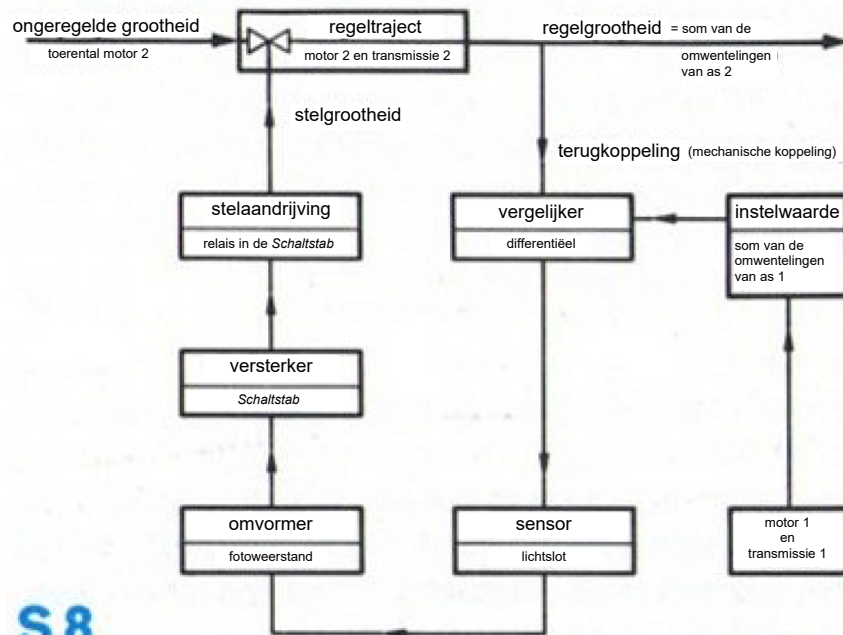 ongeregelde grootheid
toerental motor 2
regeltraject
motor 2 en transmissie 2
regelgrootheid = som van de
omwentelingen
van as 2
stelgrootheid
terugkoppeling (mechanische koppeling)
stelaandrijving
relais in de Schaltstab
vergelijker
differentiëel
instelwaarde
som van de
omwentelingen
van as 1
versterker
Schaltstab
omvormer
fotoweerstand
sensor
lichtslot
motor 1
en
transmissie 1
S 8